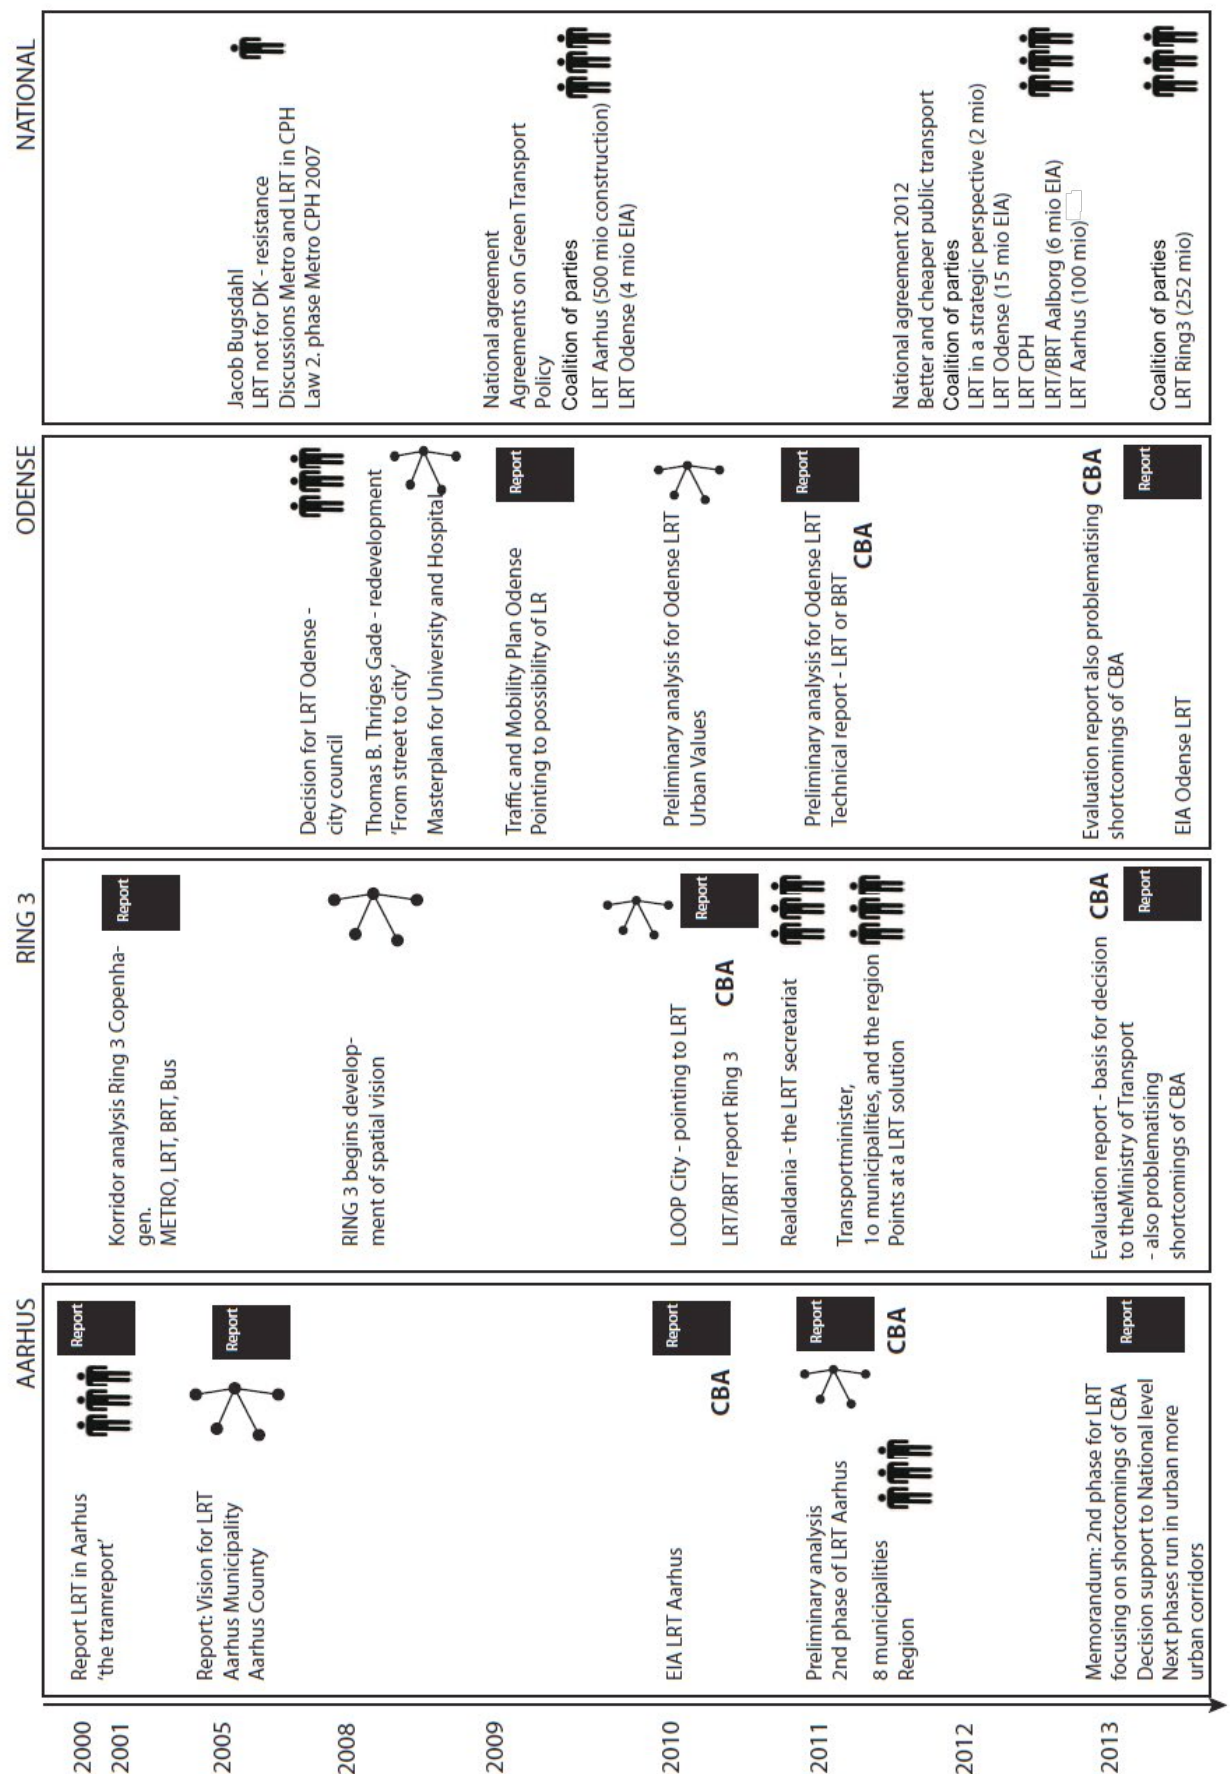 AARHUS
Report
Report LRT in Aarhus
'the tramreport'
Report
Report: Vision for LRT
Aarhus Municipality
Aarhus County
Report
CBA
EIA LRT Aarhus
Report
CBA
Preliminary analysis
2nd phase of LRT Aarhus
8 municipalities
Region
Report
Memorandum: 2nd phase for LRT
focusing on shortcomings of CBA
Decision support to National level
Next phases run in urban more
urban corridors
RING 3
Report
Korridor analysis Ring 3 Copenha-
gen.
METRO, LRT, BRT, Bus
RING 3 begins develop-
ment of spatial vision
LOOP City - pointing to LRT
Report
CBA
LRT/BRT report Ring 3
Realdania - the LRT secretariat
Transportminister,
1o municipalities, and the region
Points at a LRT solution
CBA
Report
Evaluation report - basis for decision
to theMinistry of Transport
- also problematising
shortcomings of CBA
ODENSE
Decision for LRT Odense -
city council
Thomas B. Thriges Gade - redevelopment
'From street to city'
Masterplan for University and Hospital
Report
Traffic and Mobility Plan Odense
Pointing to possibility of LR
Preliminary analysis for Odense LRT
Urban Values
Report
Preliminary analysis for Odense LRT
Technical report - LRT or BRT
CBA
Evaluation report also problematising CBA
shortcomings of CBA
Report
EIA Odense LRT
NATIONAL
Jacob Bugsdahl
LRT not for DK - resistance
Discussions Metro and LRT in CPH
Law 2. phase Metro CPH 2007
National agreement
Agreements on Green Transport
Policy
Coalition of parties
LRT Aarhus (500 mio construction)
LRT Odense (4 mio EIA)
National agreement 2012
Better and cheaper public transport
Coalition of parties
LRT in a strategic perspective (2 mio)
LRT Odense (15 mio EIA)
LRT CPH
LRT/BRT Aalborg (6 mio EIA)
LRT Aarhus (100 mio)
Coalition of parties
LRT Ring3 (252 mio)
2000
2001
2005
2008
2009
2010
2011
2012
2013